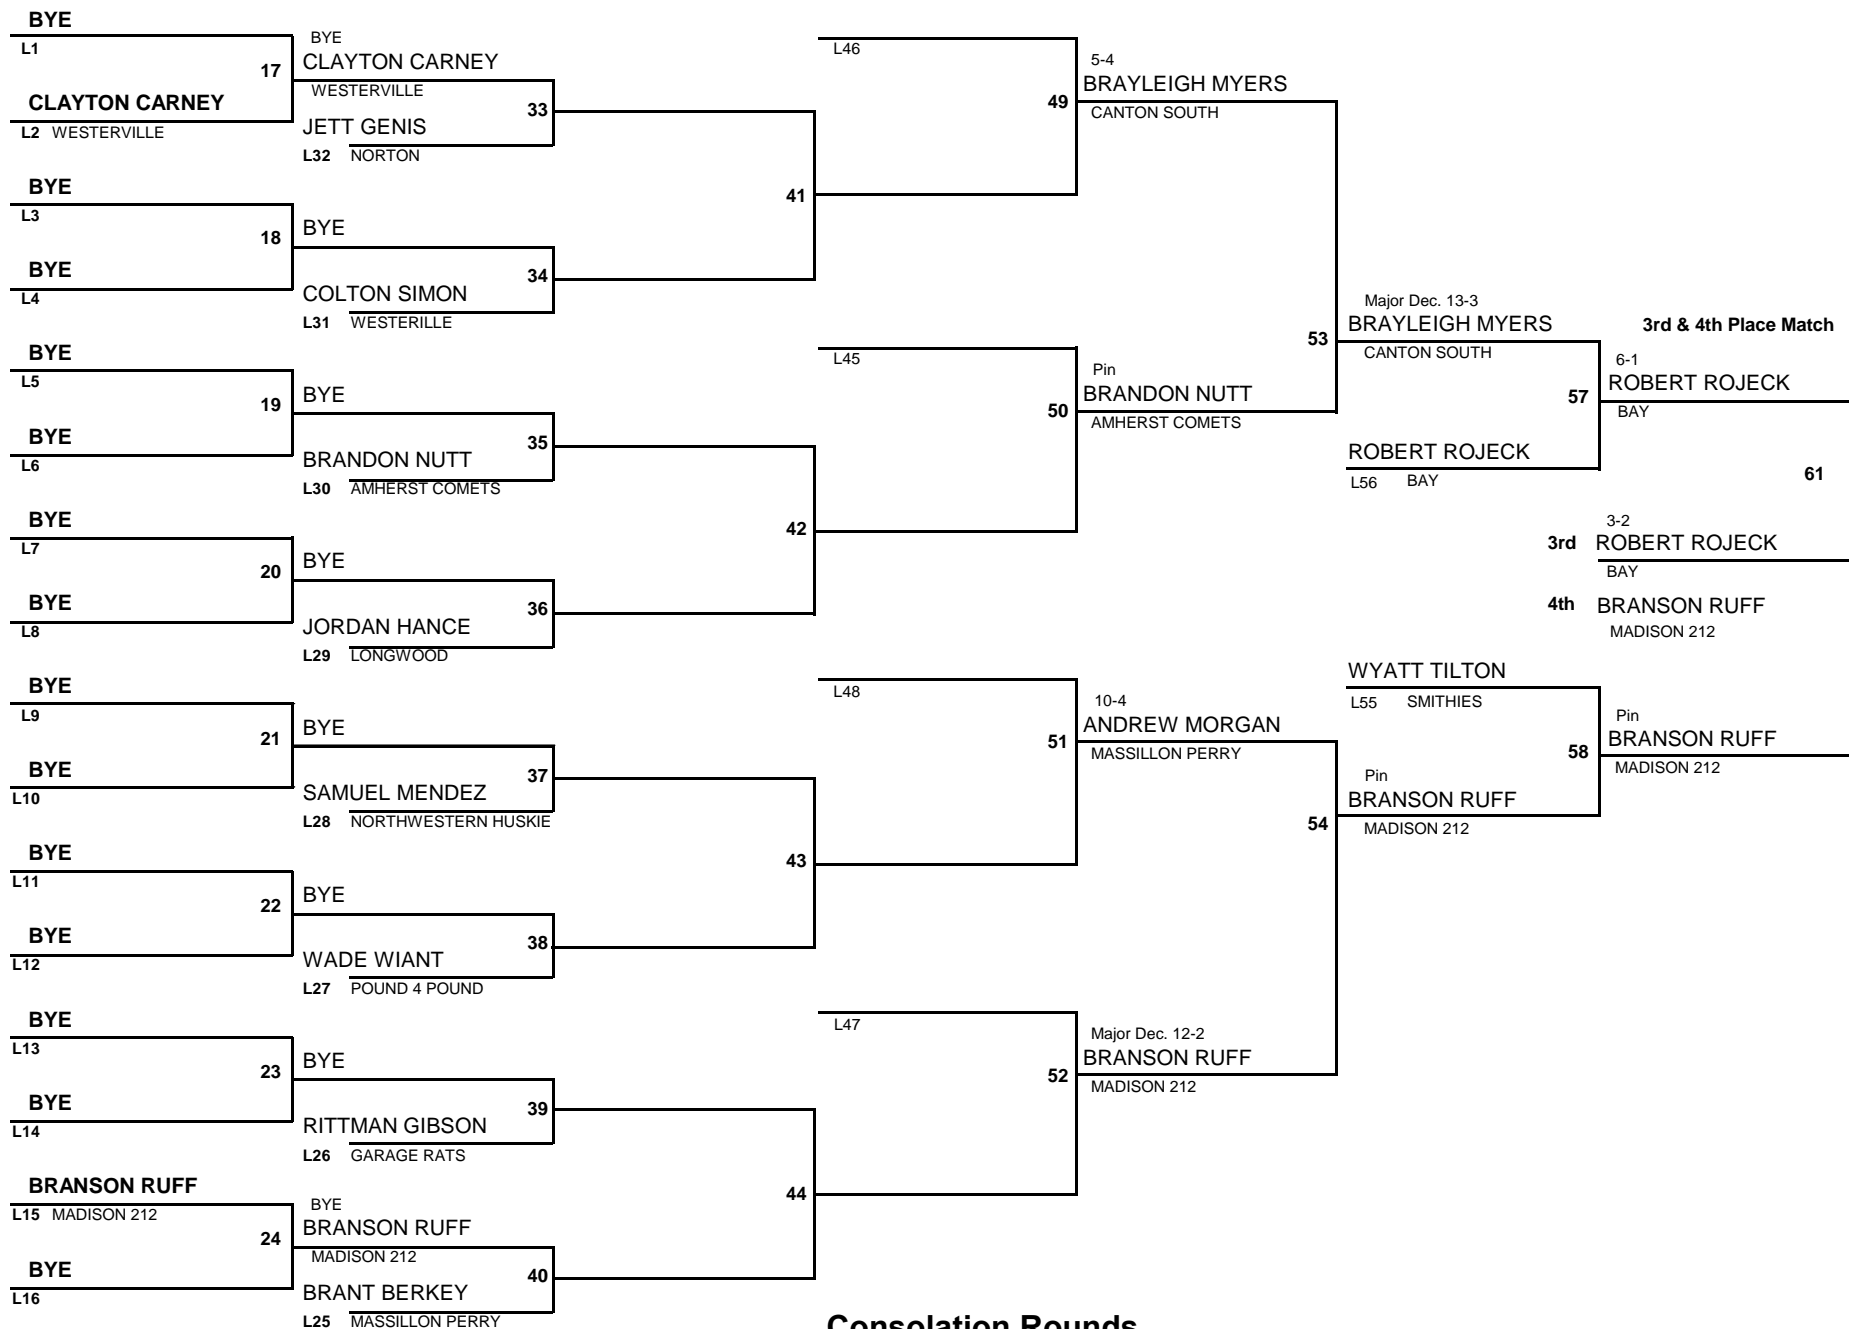 BYE
L1
17
CLAYTON CARNEY
L2 WESTERVILLE
BYE
L3
18
BYE
L4
BYE
L5
19
BYE
L6
BYE
L7
20
BYE
L8
BYE
L9
21
BYE
L10
BYE
L11
22
BYE
L12
BYE
L13
23
BYE
L14
BRANSON RUFF
L15 MADISON 212
24
BYE
L16
BYE
CLAYTON CARNEY
WESTERVILLE
33
JETT GENIS
L32 NORTON
BYE
34
COLTON SIMON
L31 WESTERILLE
BYE
35
BRANDON NUTT
L30 AMHERST COMETS
BYE
36
JORDAN HANCE
L29 LONGWOOD
BYE
37
SAMUEL MENDEZ
L28 NORTHWESTERN HUSKIE
BYE
38
WADE WIANT
L27 POUND 4 POUND
BYE
39
RITTMAN GIBSON
L26 GARAGE RATS
BYE
BRANSON RUFF
MADISON 212
40
BRANT BERKEY
L25 MASSILLON PERRY
41
42
43
44
L46
49
L45
50
L48
51
L47
52
5-4
BRAYLEIGH MYERS
CANTON SOUTH
53
Pin
BRANDON NUTT
AMHERST COMETS
10-4
ANDREW MORGAN
MASSILLON PERRY
54
Major Dec. 12-2
BRANSON RUFF
MADISON 212
Major Dec. 13-3
BRAYLEIGH MYERS
CANTON SOUTH
57
ROBERT ROJECK
L56 BAY
WYATT TILTON
L55 SMITHIES
58
Pin
BRANSON RUFF
MADISON 212
3rd & 4th Place Match
6-1
ROBERT ROJECK
BAY
61
3-2
3rd ROBERT ROJECK
BAY
4th BRANSON RUFF
MADISON 212
Pin
BRANSON RUFF
MADISON 212
Consolation Rounds